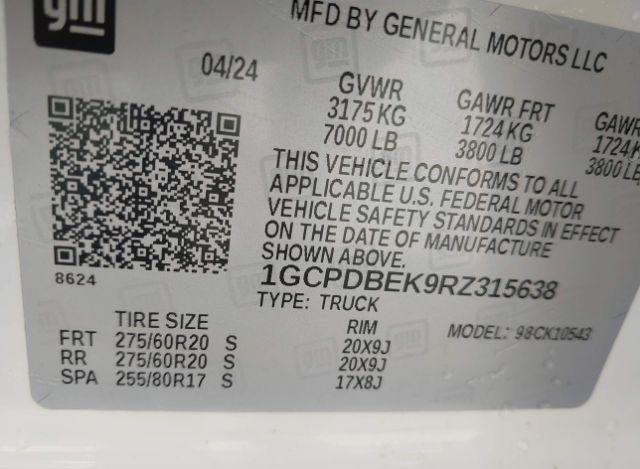 gm
MFD BY GENERAL MOTORS LLC
04/24
GVWR GAWR FRT GAWR
3175 KG 1724 KG 1724 K
7000 LB 3800 LB 3800 LB
THIS VEHICLE CONFORMS TO ALL
APPLICABLE U.S. FEDERAL MOTOR
VEHICLE SAFETY STANDARDS IN EFFECT
ON THE DATE OF MANUFACTURE
SHOWN ABOVE.
8624
1GCPDBEK9RZ315638
TYPE: TRUCK
TIRE SIZE RIM MODEL: 98CK10543
FRT 275/60R20 S 20X9J
RR 275/60R20 S 20X9J
SPA 255/80R17 S 17X8J